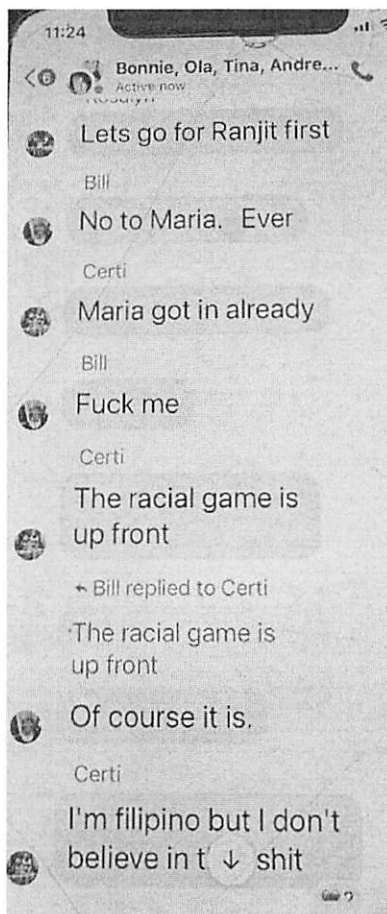 11:24
Bonnie, Ola, Tina, Andre...
Active now
Rosalyn
Lets go for Ranjit first
Bill
No to Maria. Ever
Certi
Maria got in already
Bill
Fuck me
Certi
The racial game is
up front
Bill replied to Certi
The racial game is
up front
Of course it is.
Certi
I'm filipino but I don't
believe in t shit